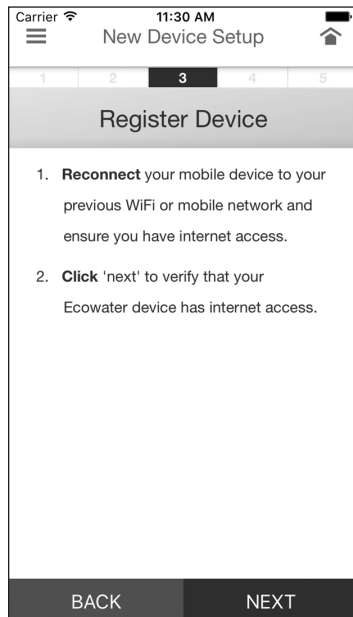 Carrier 11:30 AM
New Device Setup
1 2 3 4 5
Register Device
1. Reconnect your mobile device to your
previous WiFi or mobile network and
ensure you have internet access.
2. Click 'next' to verify that your
Ecowater device has internet access.
BACK NEXT